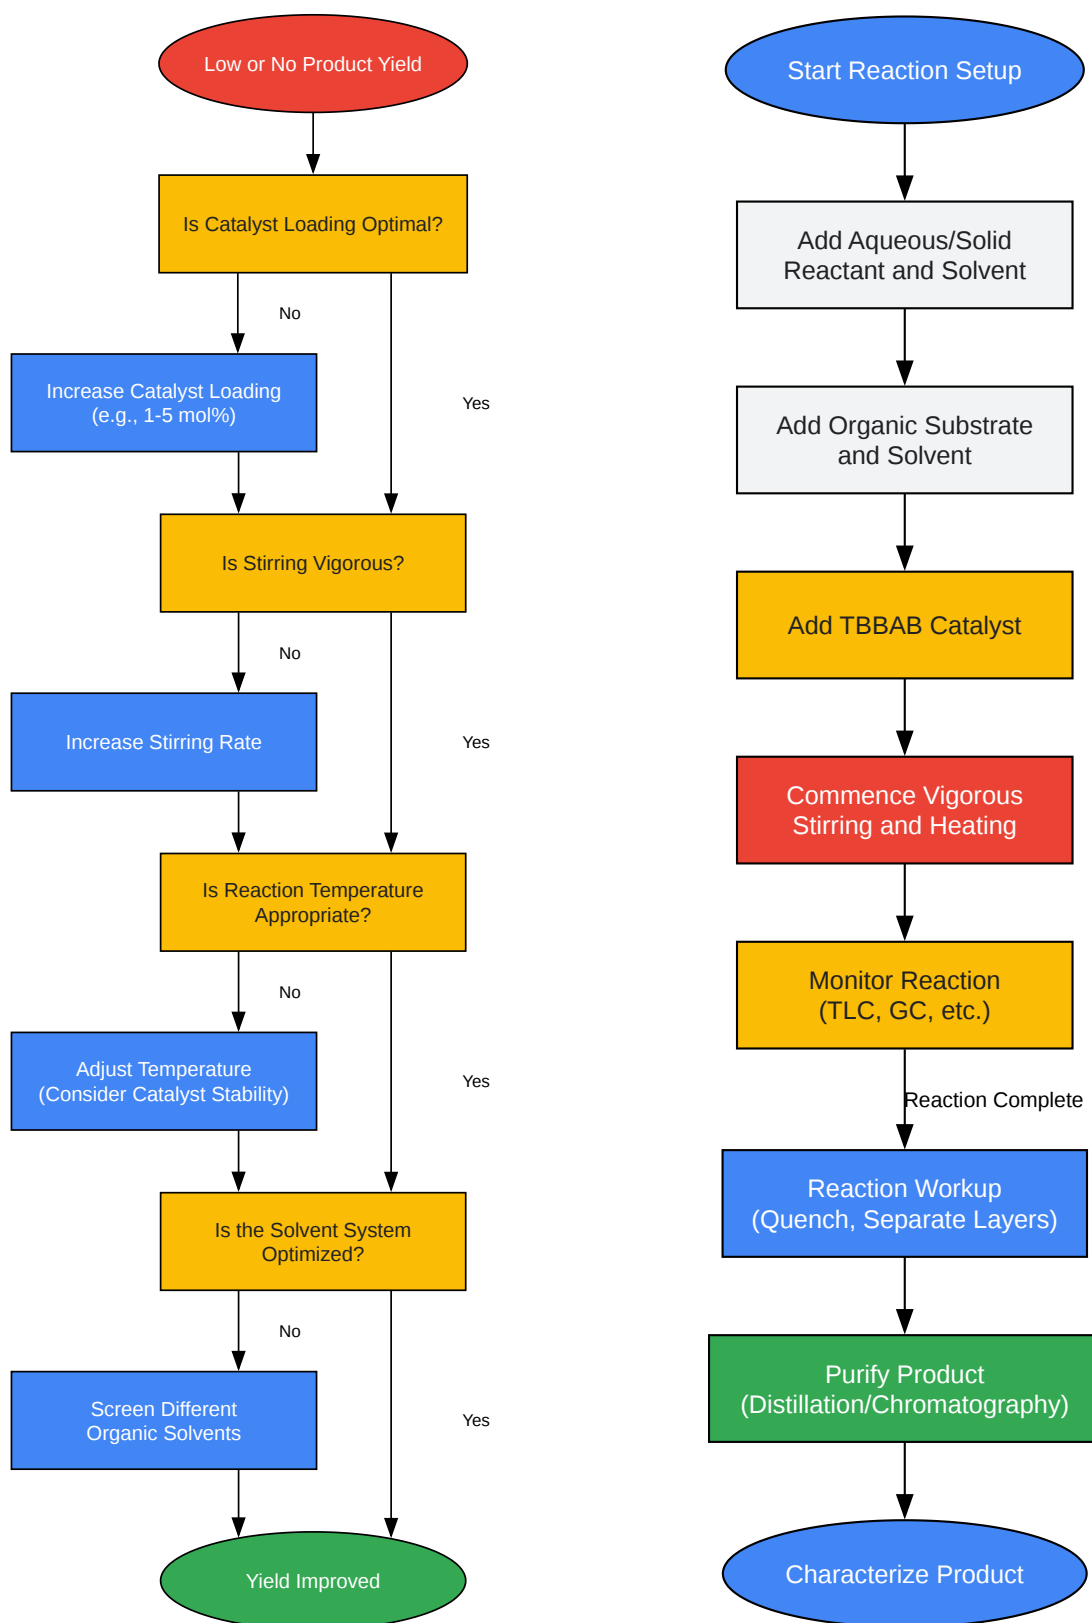 Low or No Product Yield
Is Catalyst Loading Optimal?
No
Increase Catalyst Loading
(e.g., 1-5 mol%)
Yes
Is Stirring Vigorous?
No
Increase Stirring Rate
Yes
Is Reaction Temperature
Appropriate?
No
Adjust Temperature
(Consider Catalyst Stability)
Yes
Is the Solvent System
Optimized?
No
Screen Different
Organic Solvents
Yes
Yield Improved
Start Reaction Setup
Add Aqueous/Solid
Reactant and Solvent
Add Organic Substrate
and Solvent
Add TBBAB Catalyst
Commence Vigorous
Stirring and Heating
Monitor Reaction
(TLC, GC, etc.)
Reaction Complete
Reaction Workup
(Quench, Separate Layers)
Purify Product
(Distillation/Chromatography)
Characterize Product